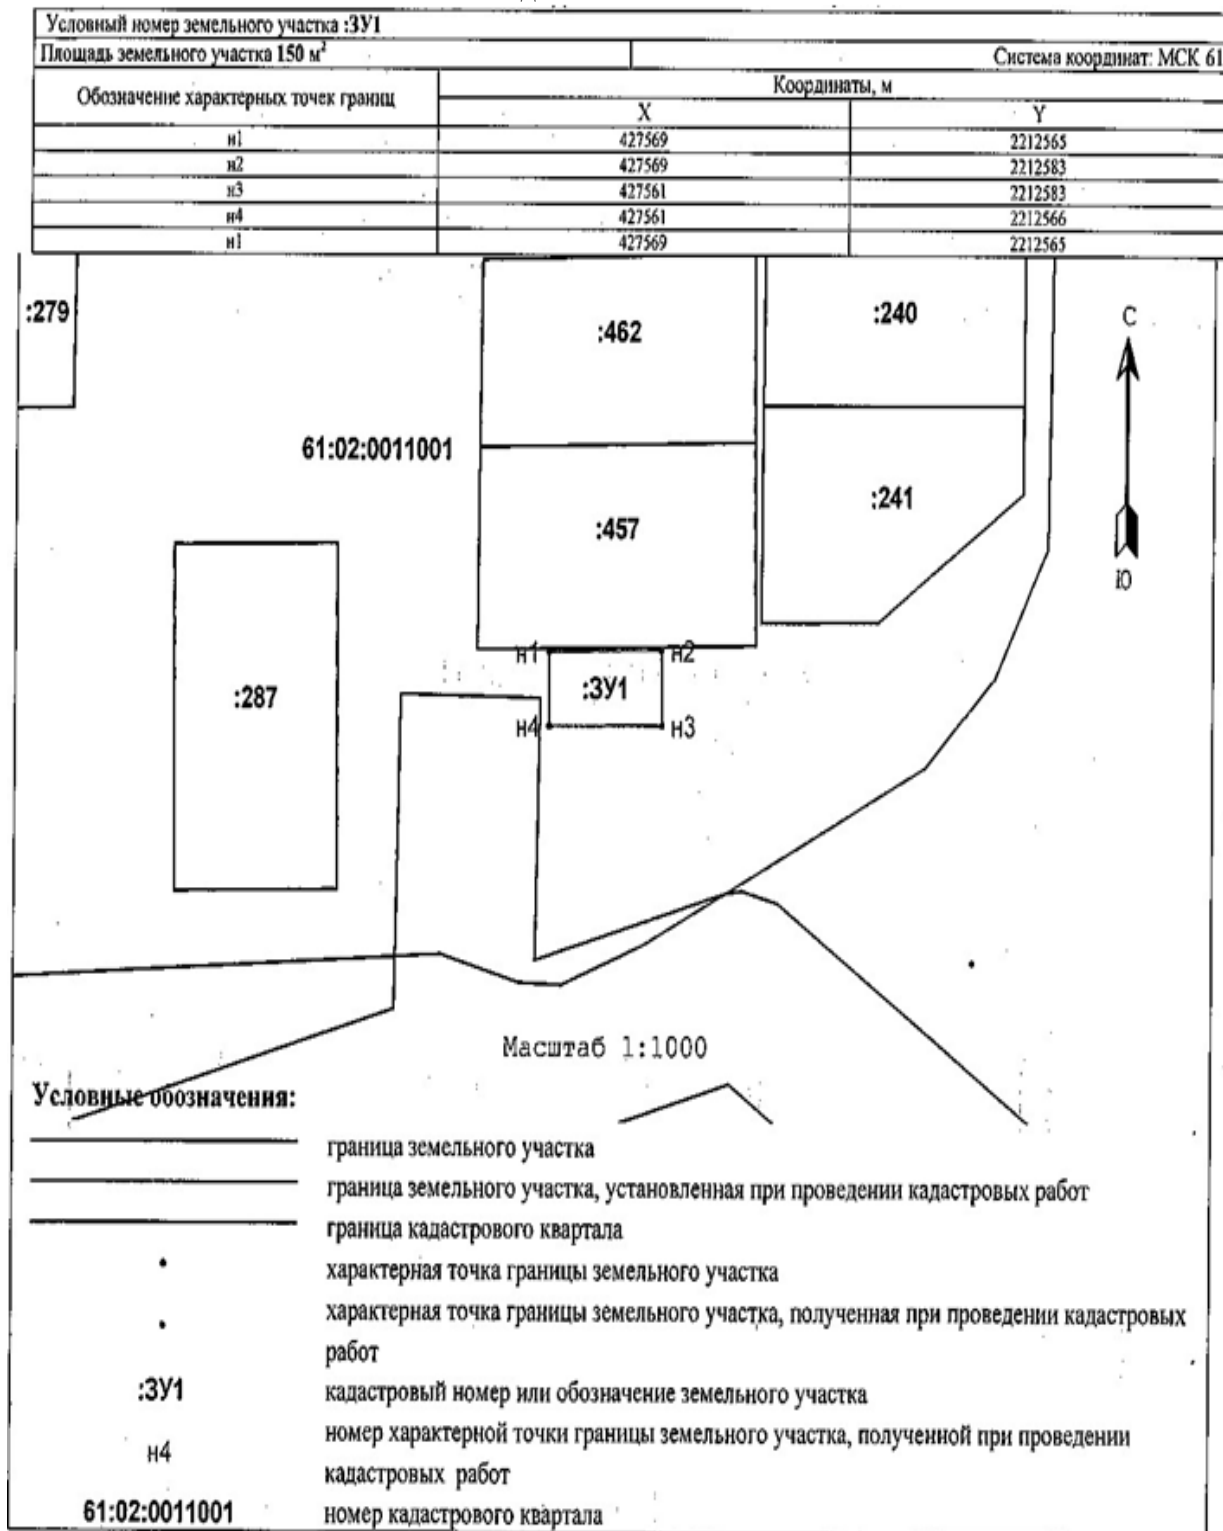 Условный номер земельного участка :ЗУ1
Площадь земельного участка 150 м² Система координат: МСК 61
Обозначение характерных точек границ Координаты, м
X Y
н1 427569 2212565
н2 427569 2212583
н3 427561 2212583
н4 427561 2212566
н1 427569 2212565
:279
:462
:240
С
61:02:0011001
:457
:241
Ю
:287
н1 н2
:ЗУ1
н4 н3
Масштаб 1:1000
Условные обозначения:
граница земельного участка
граница земельного участка, установленная при проведении кадастровых работ
граница кадастрового квартала
характерная точка границы земельного участка
характерная точка границы земельного участка, полученная при проведении кадастровых
работ
:ЗУ1 кадастровый номер или обозначение земельного участка
н4 номер характерной точки границы земельного участка, полученной при проведении
кадастровых работ
61:02:0011001 номер кадастрового квартала